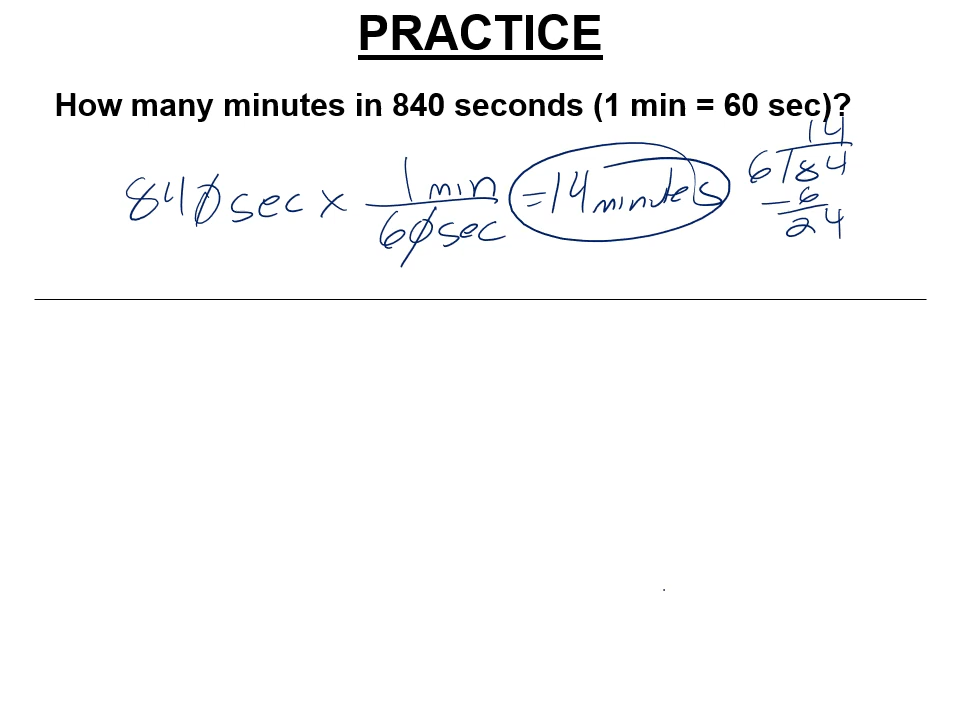 PRACTICE
How many minutes in 840 seconds (1 min = 60 sec)?
840 sec x 1 min
60 sec
= 14 minutes
14
6 84
- 6
24